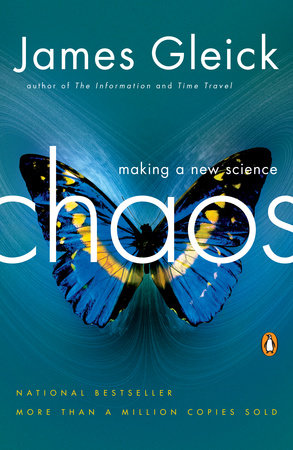 James Gleick
author of The Information and Time Travel
making a new science
chaos
NATIONAL BESTSELLER
MORE THAN A MILLION COPIES SOLD